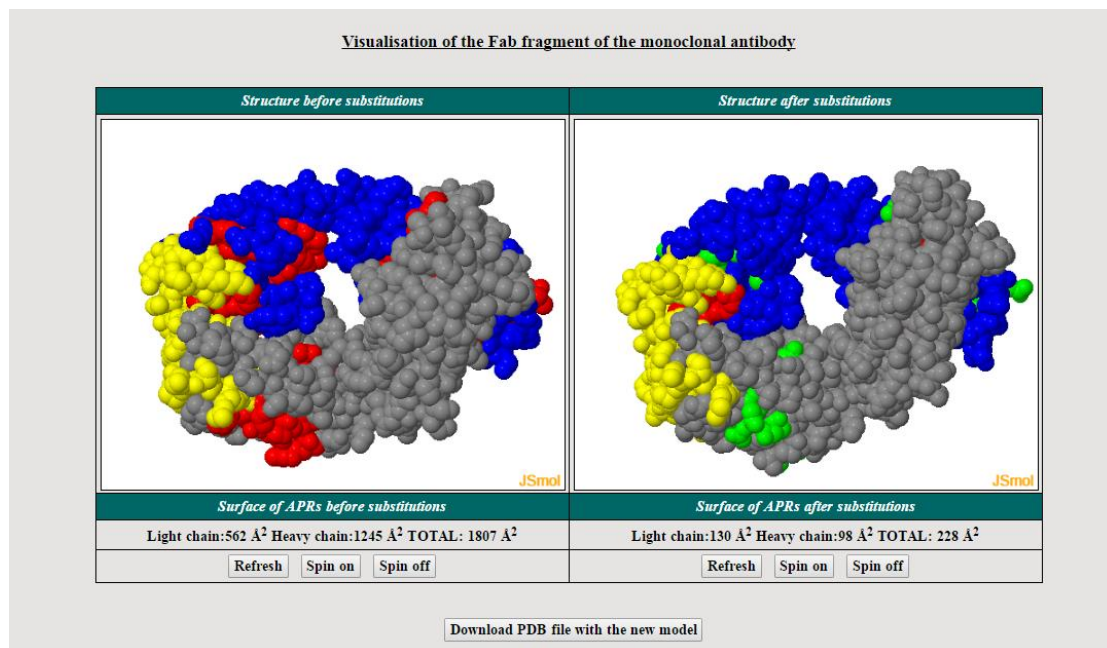 Visualisation of the Fab fragment of the monoclonal antibody
Structure before substitutions
Structure after substitutions
JSmol
JSmol
Surface of APRs before substitutions
Surface of APRs after substitutions
Light chain:562 Å² Heavy chain:1245 Å² TOTAL: 1807 Å²
Light chain:130 Å² Heavy chain:98 Å² TOTAL: 228 Å²
Refresh Spin on Spin off
Refresh Spin on Spin off
Download PDB file with the new model